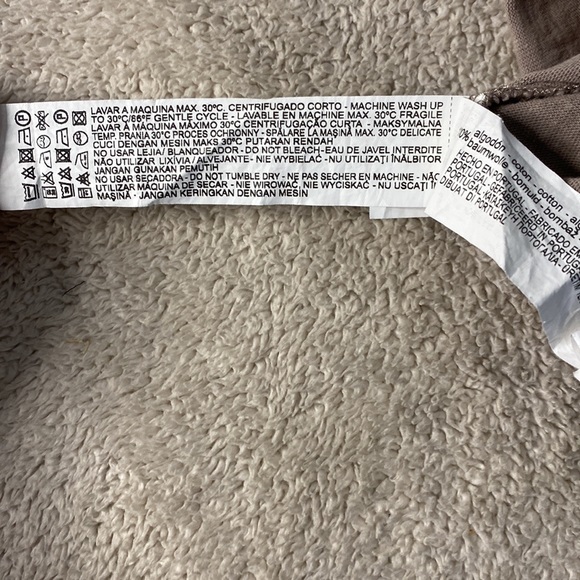 LAVAR A MAQUINA MAX. 30ºC. CENTRIFUGADO CORTO - MACHINE WASH UP
TO 30ºC/86ºF GENTLE CYCLE - LAVABLE EN MACHINE MAX. 30ºC FRAGILE
LAVAR À MÁQUINA MÁXIMO 30ºC CENTRIFUGAÇÃO CURTA - MAKSYMALNA
TEMP. PRANIA 30ºC PROCES OCHRONNY - SPĂLARE LA MAŞINĂ MAX. 30ºC DELICATE
CUCI DENGAN MESIN MAKS 30ºC PUTARAN RENDAH
NO USAR LEJIA/ BLANQUEADOR - DO NOT BLEACH-EAU DE JAVEL INTERDITE
NÃO UTILIZAR LIXÍVIA / ALVEJANTE - NIE WYBIELAĆ - NU UTILIZAŢI ÎNĂLBITOR
JANGAN GUNAKAN PEMUTIH
NO USAR SECADORA - DO NOT TUMBLE DRY - NE PAS SECHER EN MACHINE - NÃO
UTILIZAR MÁQUINA DE SECAR - NIE WIROWAĆ, NIE WYCISKAĆ - NU USCAŢI
MAŞINĂ - JANGAN KERINGKAN DENGAN MESIN
algodón - coton - cotton
baumwolle - bomuld - bombaž
HECHO EN PORTUGAL - FABRICADO EM
PORTUGAL
DIBUAT DI PORTUGAL